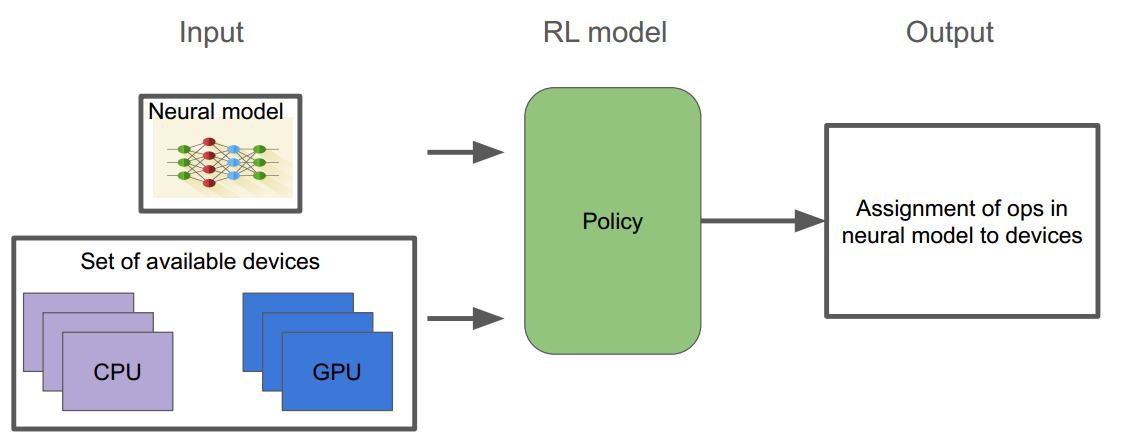 Input
RL model
Output
Neural model
Set of available devices
CPU
GPU
Policy
Assignment of ops in
neural model to devices